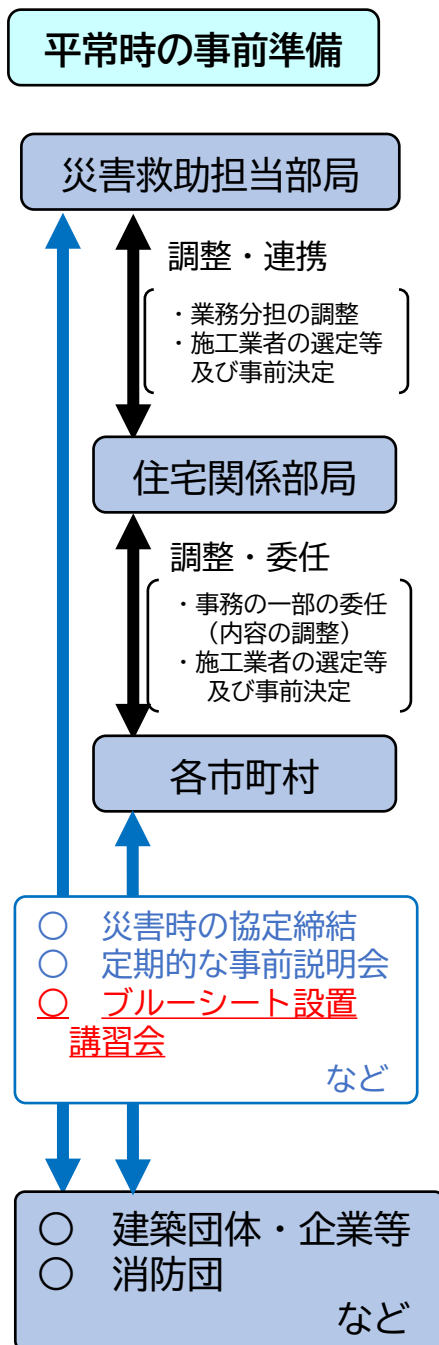 平常時の事前準備
災害救助担当部局
調整・連携
・業務分担の調整
・施工業者の選定等
及び事前決定
住宅関係部局
調整・委任
・事務の一部の委任
（内容の調整）
・施工業者の選定等
及び事前決定
各市町村
○　災害時の協定締結
○　定期的な事前説明会
○　ブルーシート設置
講習会
など
○　建築団体・企業等
○　消防団
など